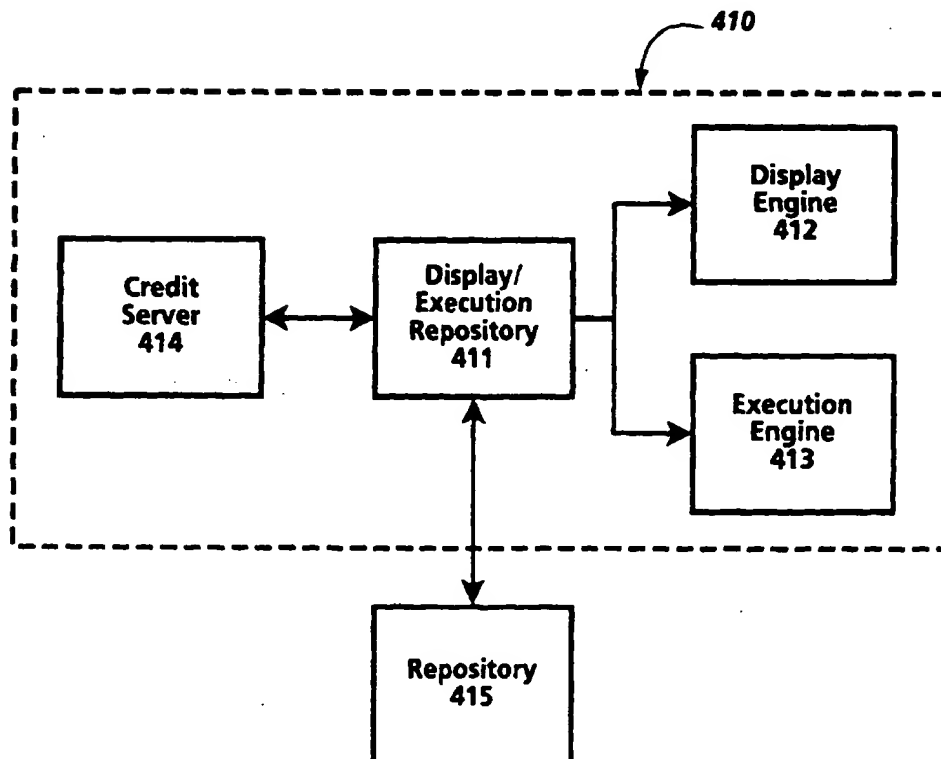 410
Display
Engine
412
Credit
Server
414
Display/
Execution
Repository
411
Execution
Engine
413
Repository
415